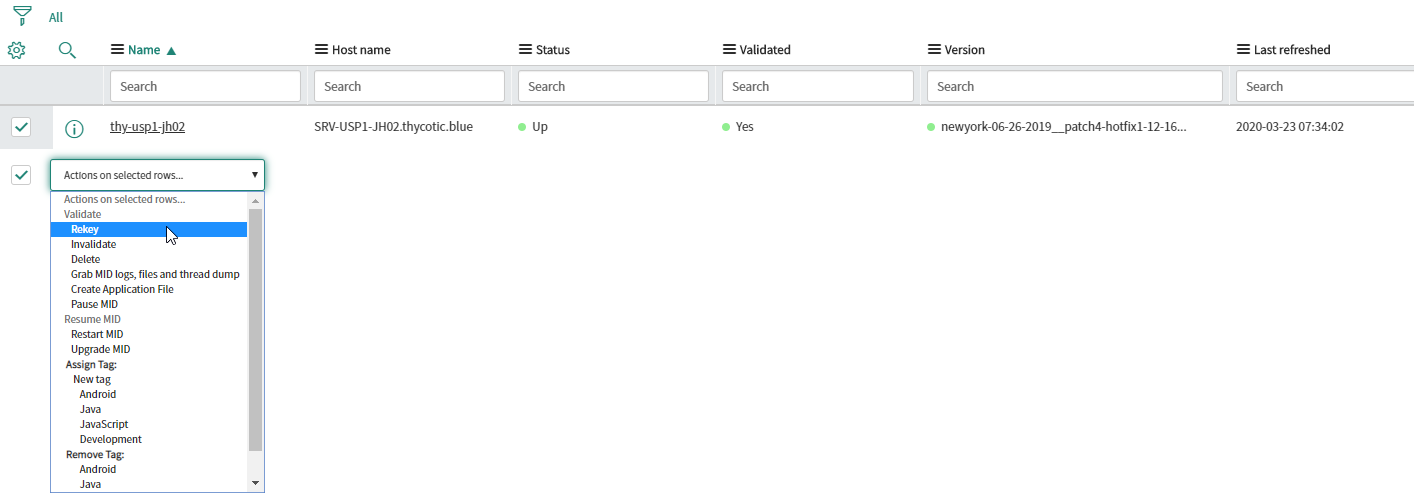 All
Name ▲ Host name Status Validated Version Last refreshed
Search Search Search Search Search Search
thy-usp1-jh02 SRV-USP1-JH02.thycotic.blue Up Yes newyork-06-26-2019__patch4-hotfix1-12-16... 2020-03-23 07:34:02
Actions on selected rows...
Actions on selected rows...
Validate
Rekey
Invalidate
Delete
Grab MID logs, files and thread dump
Create Application File
Pause MID
Resume MID
Restart MID
Upgrade MID
Assign Tag:
New tag
Android
Java
JavaScript
Development
Remove Tag:
Android
Java